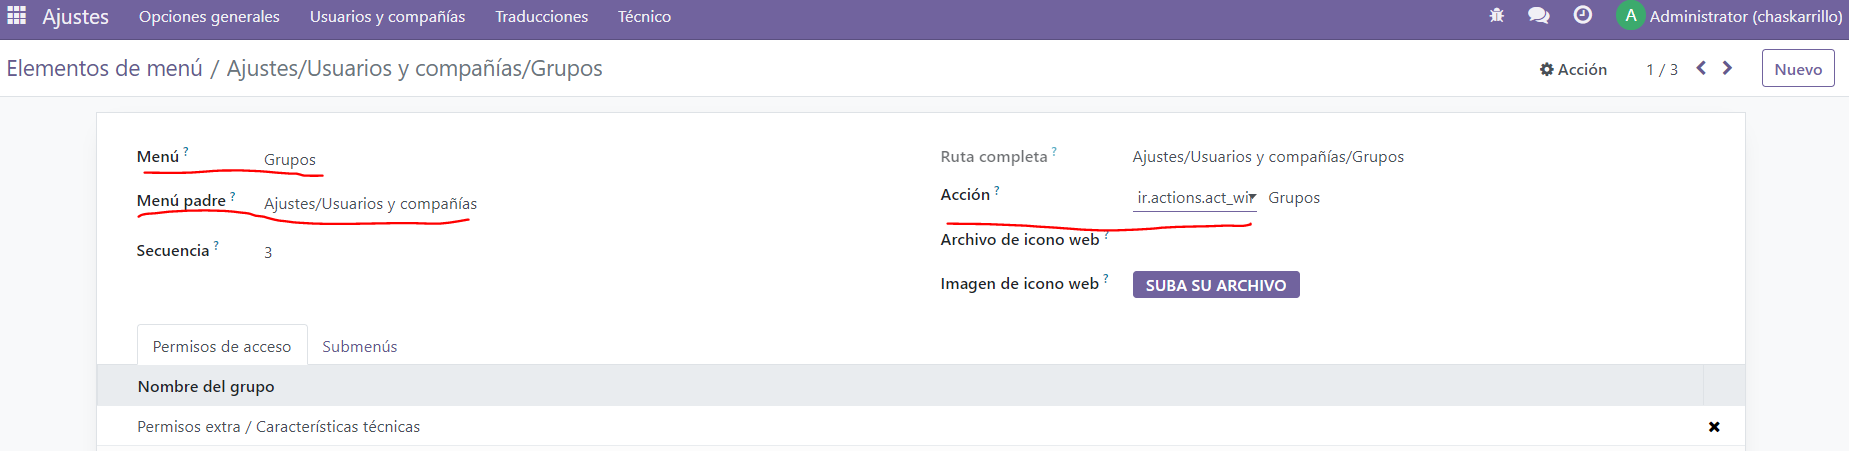 Ajustes Opciones generales Usuarios y compañías Traducciones Técnico A Administrator (chaskarrillo)
Elementos de menú / Ajustes/Usuarios y compañías/Grupos Acción 1 / 3 Nuevo
Menú ? Grupos Ruta completa ? Ajustes/Usuarios y compañías/Grupos
Menú padre ? Ajustes/Usuarios y compañías Acción ? ir.actions.act_wir Grupos
Archivo de icono web ?
Secuencia ? 3
Imagen de icono web ? SUBA SU ARCHIVO
Permisos de acceso Submenús
Nombre del grupo
Permisos extra / Características técnicas